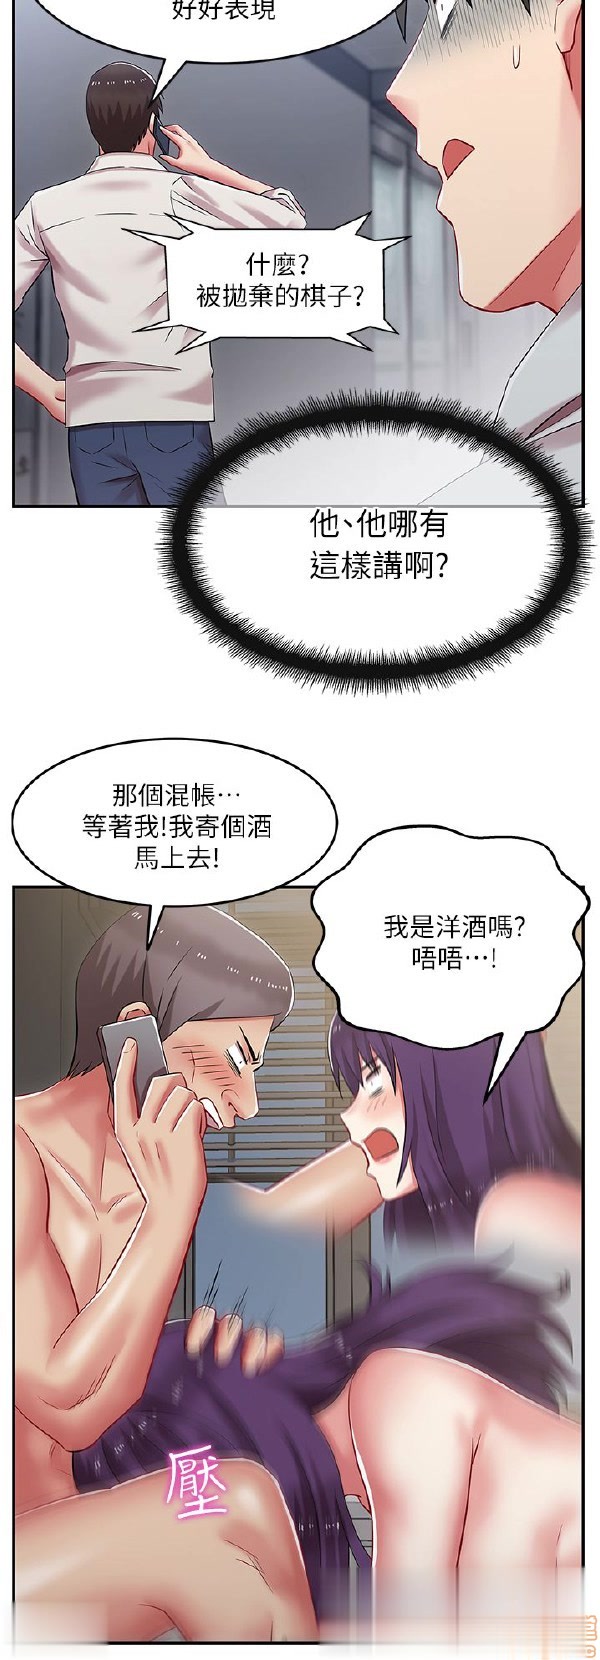 好好表現
什麼?
被拋棄的棋子?
他、他哪有
這樣講啊?
那個混帳⋯
等著我!我寄個酒
馬上去!
我是洋酒嗎?
唔唔⋯!
壓